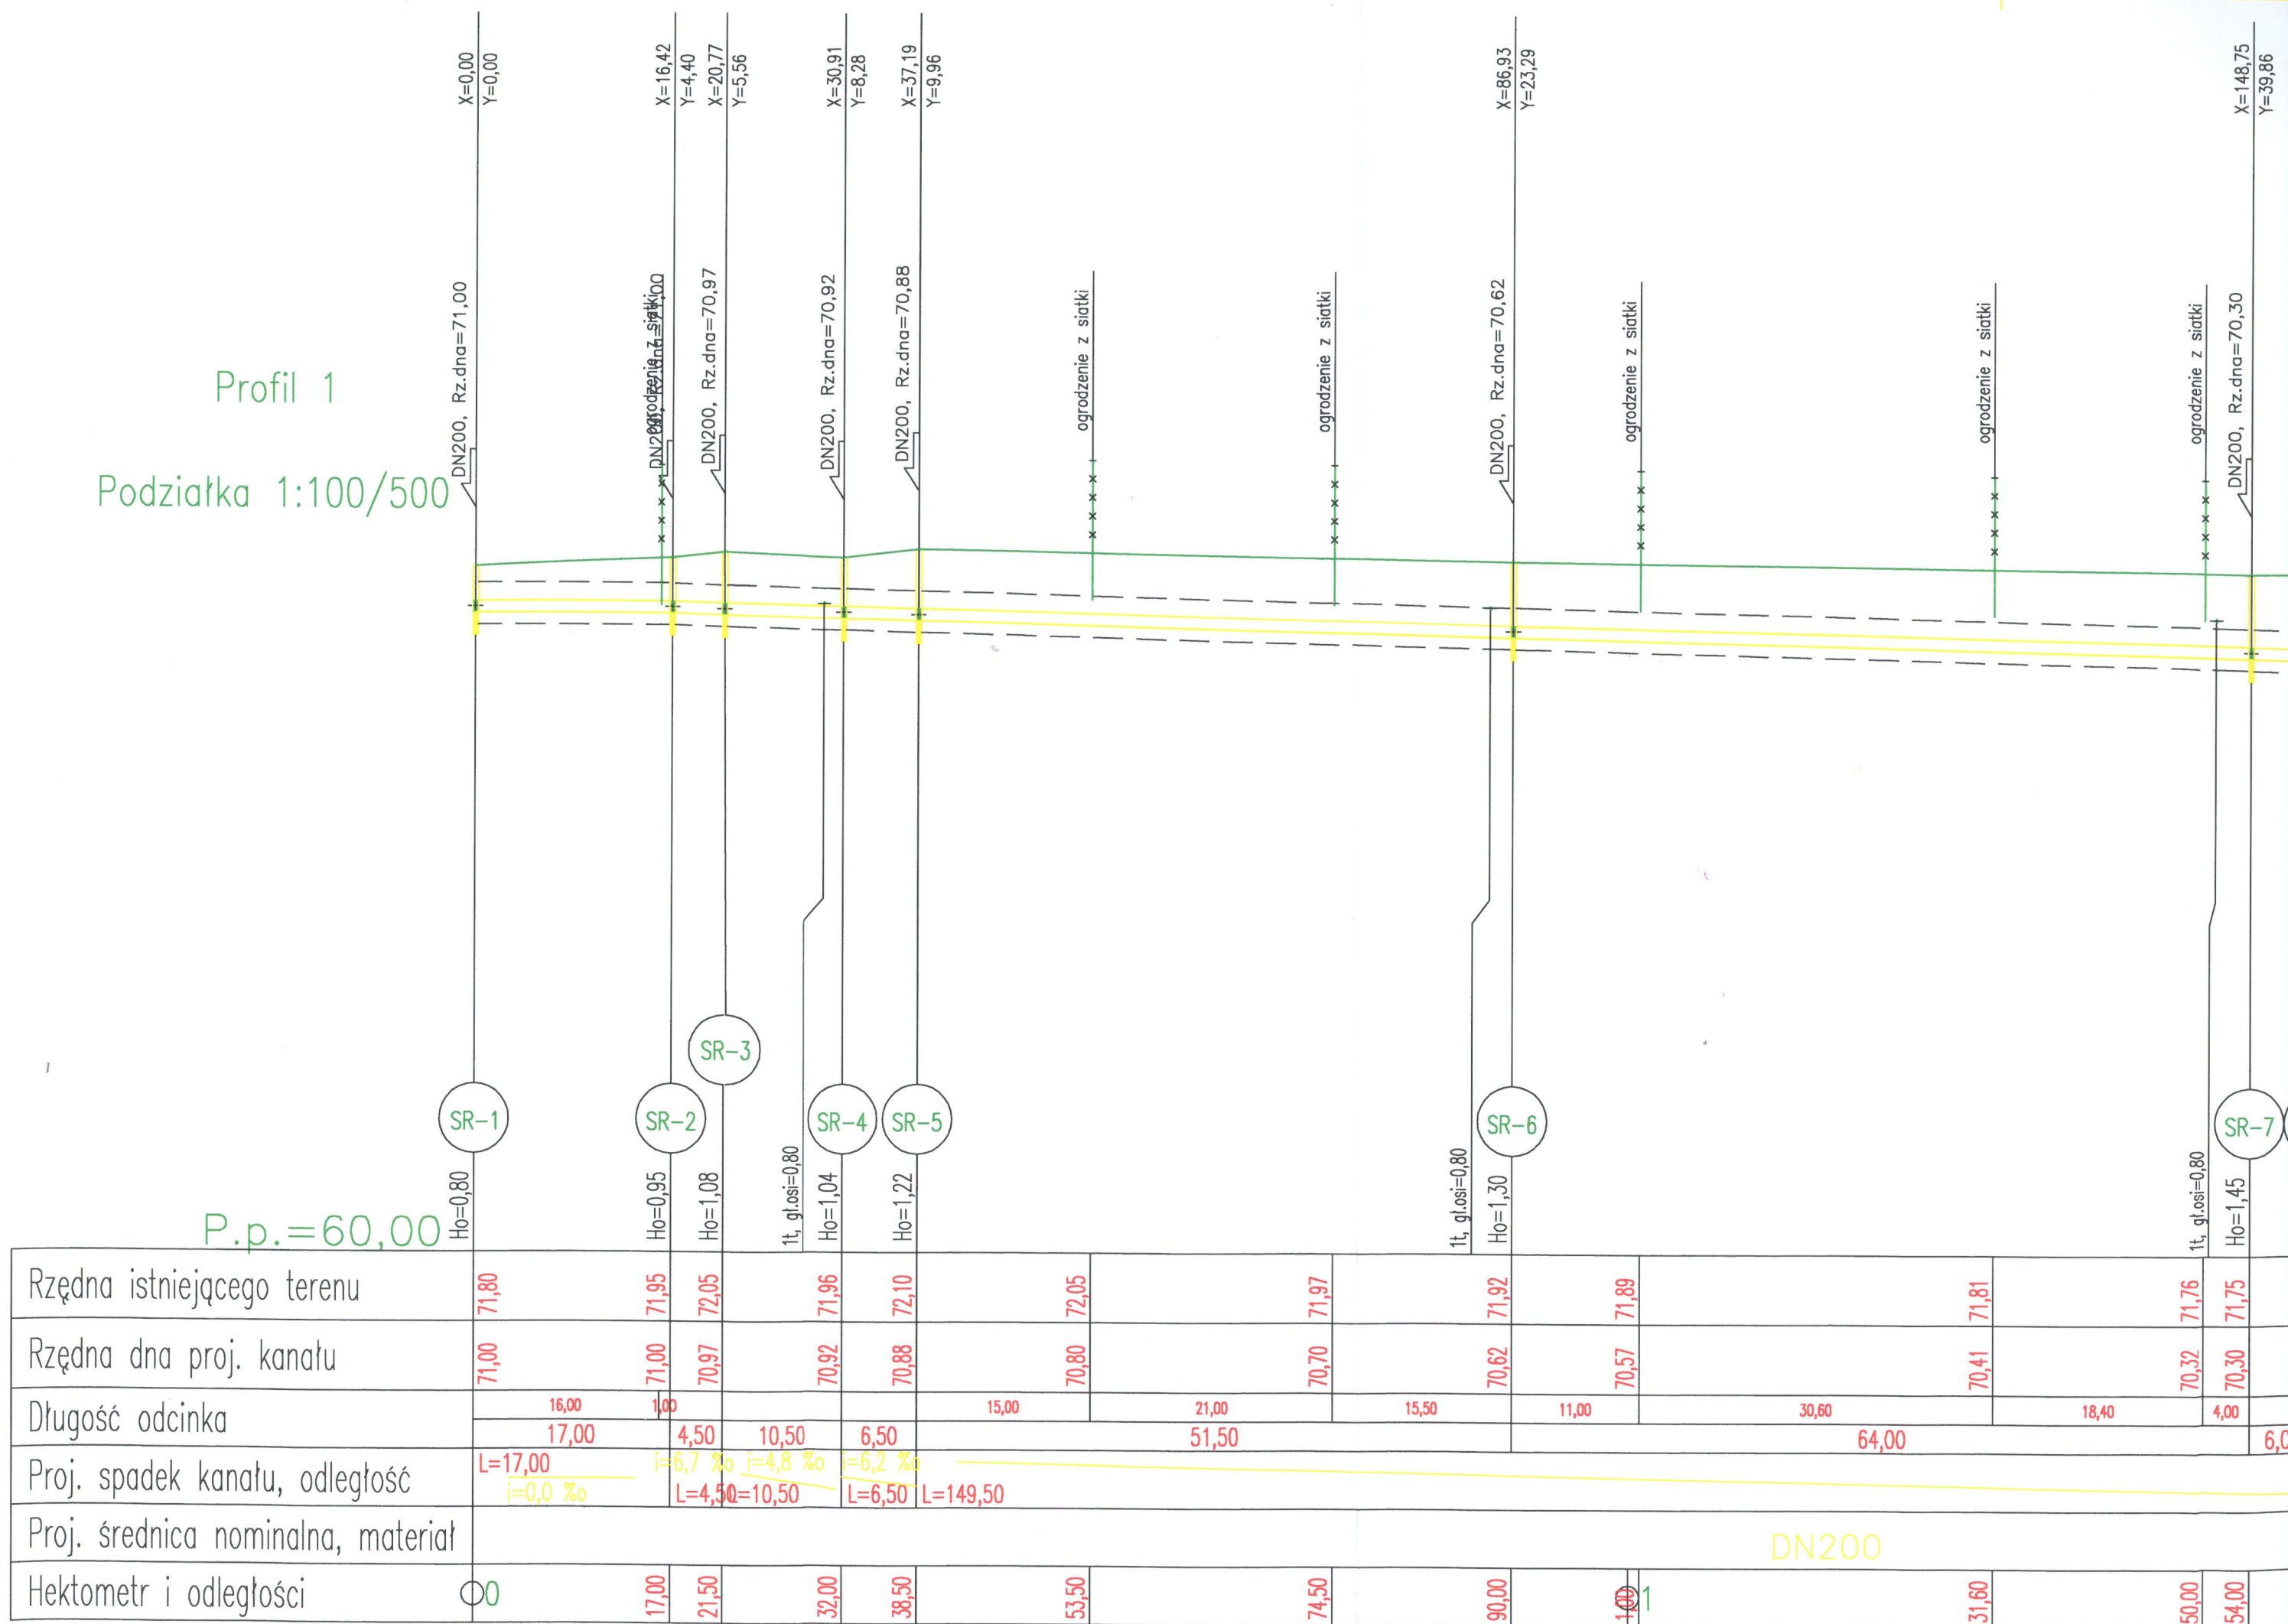 X=0,00
Y=0,00
X=16,42
Y=4,40
X=20,77
Y=5,56
X=30,91
Y=8,28
X=37,19
Y=9,96
X=86,93
Y=23,29
X=148,75
Y=39,86
DN200, Rz.dna=71,00
ogrodzenie z siatki
DN200, Rz.dna=71,00
DN200, Rz.dna=70,97
DN200, Rz.dna=70,92
DN200, Rz.dna=70,88
ogrodzenie z siatki
ogrodzenie z siatki
DN200, Rz.dna=70,62
ogrodzenie z siatki
ogrodzenie z siatki
ogrodzenie z siatki
DN200, Rz.dna=70,30
Profil 1
Podziałka 1:100/500
SR-3
SR-1
SR-2
SR-4
SR-5
SR-6
SR-7
Ho=0,80
Ho=0,95
Ho=1,08
1t, gł.osi=0,80
Ho=1,04
Ho=1,22
1t, gł.osi=0,80
Ho=1,30
1t, gł.osi=0,80
Ho=1,45
P.p.=60,00
Rzędna istniejącego terenu 71,80 71,95 72,05 71,96 72,10 72,05 71,97 71,92 71,89 71,81 71,76 71,75
Rzędna dna proj. kanału 71,00 71,00 70,97 70,92 70,88 70,80 70,70 70,62 70,57 70,41 70,32 70,30
Długość odcinka
16,00 1,00 15,00 21,00 15,50 11,00 30,60 18,40 4,00
17,00 4,50 10,50 6,50 51,50 64,00
Proj. spadek kanału, odległość
L=17,00 i=6,7 ‰ i=4,8 ‰ i=6,2 ‰
i=0,0 ‰ L=4,50 L=10,50 L=6,50 L=149,50
Proj. średnica nominalna, materiał DN200
Hektometr i odległości 0 17,00 21,50 32,00 38,50 53,50 74,50 90,00 1 31,60 50,00 54,00